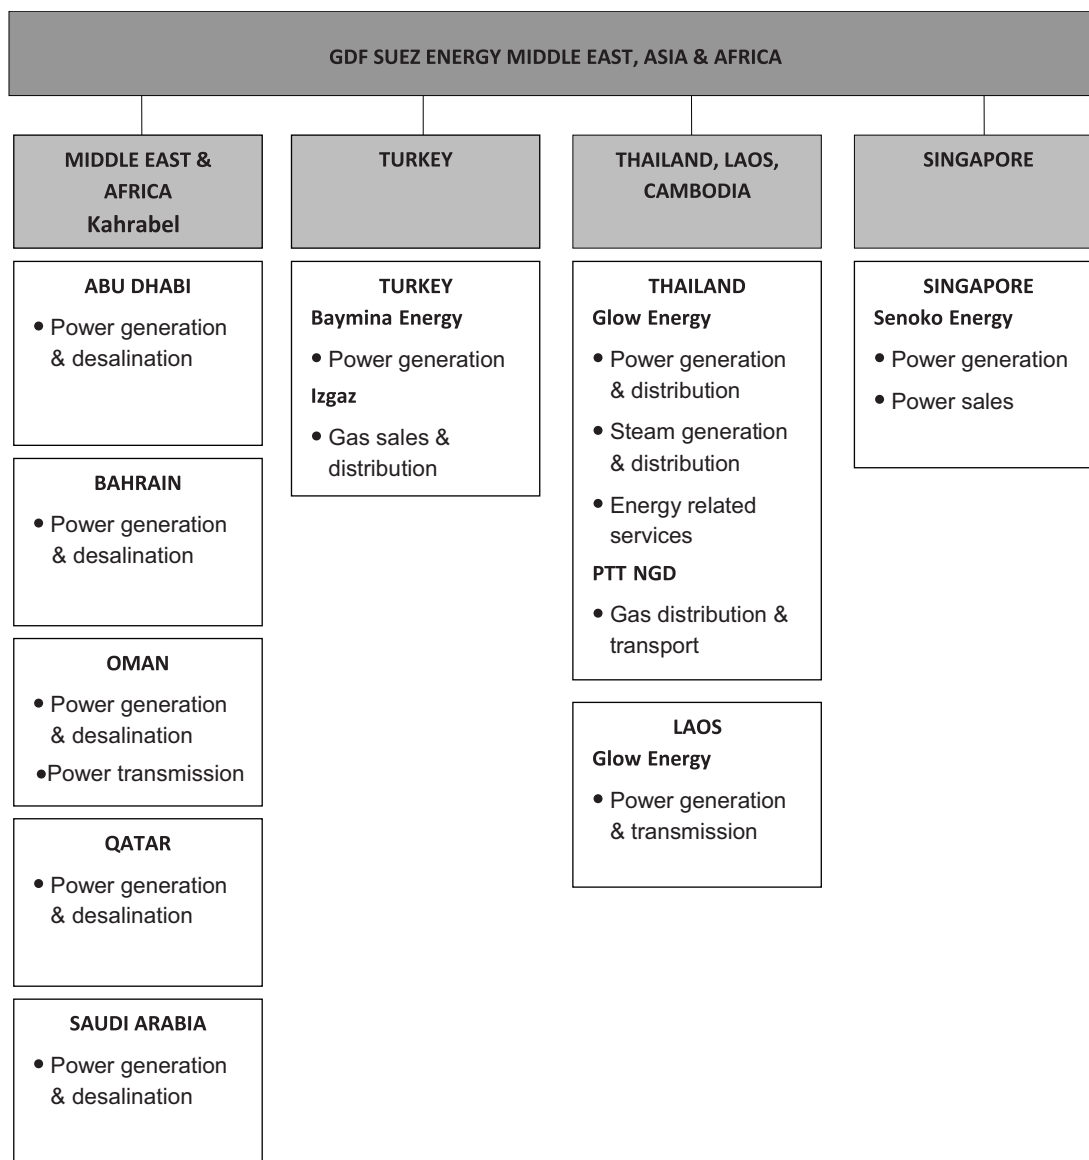 GDF SUEZ ENERGY MIDDLE EAST, ASIA & AFRICA
MIDDLE EAST &
AFRICA
Kahrabel
ABU DHABI
• Power generation
& desalination
BAHRAIN
• Power generation
& desalination
OMAN
• Power generation
& desalination
•Power transmission
QATAR
• Power generation
& desalination
SAUDI ARABIA
• Power generation
& desalination
TURKEY
TURKEY
Baymina Energy
• Power generation
Izgaz
• Gas sales &
distribution
THAILAND, LAOS,
CAMBODIA
THAILAND
Glow Energy
• Power generation
& distribution
• Steam generation
& distribution
• Energy related
services
PTT NGD
• Gas distribution &
transport
LAOS
Glow Energy
• Power generation
& transmission
SINGAPORE
SINGAPORE
Senoko Energy
• Power generation
• Power sales